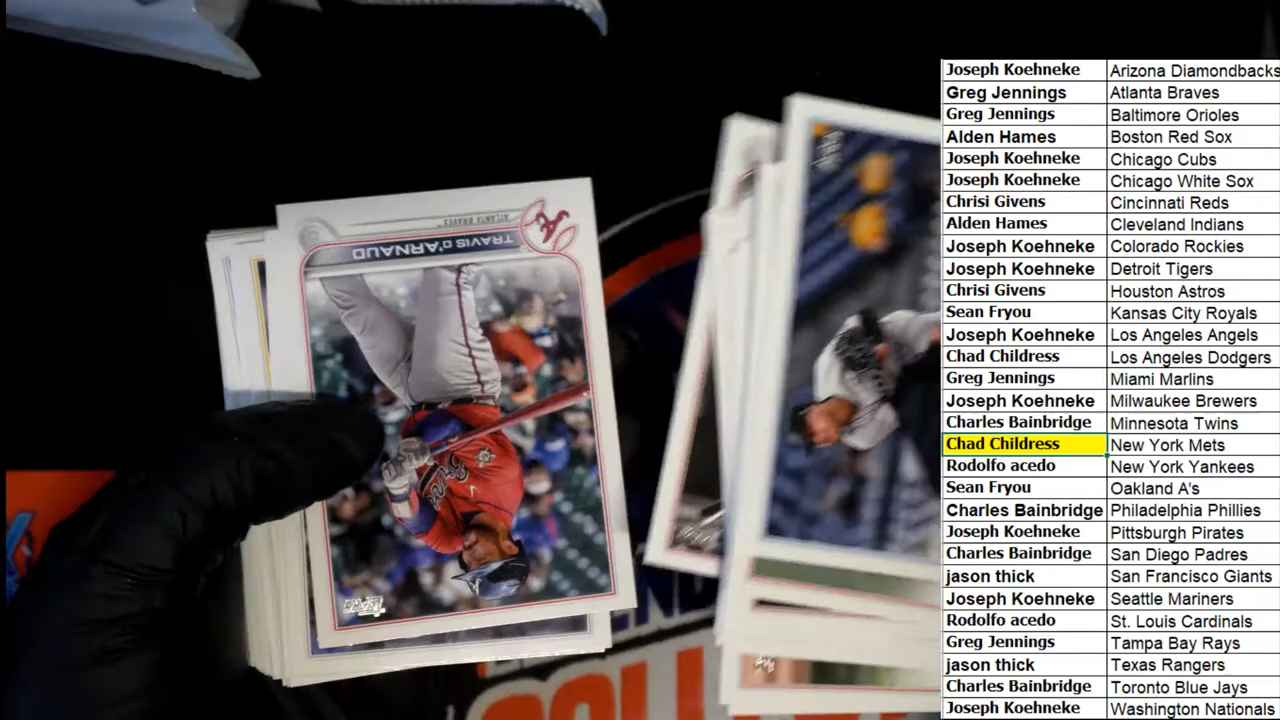 Joseph Koehneke Arizona Diamondbacks
Greg Jennings Atlanta Braves
Greg Jennings Baltimore Orioles
Alden Hames Boston Red Sox
Joseph Koehneke Chicago Cubs
Joseph Koehneke Chicago White Sox
Chrisi Givens Cincinnati Reds
Alden Hames Cleveland Indians
Joseph Koehneke Colorado Rockies
Joseph Koehneke Detroit Tigers
Chrisi Givens Houston Astros
Sean Fryou Kansas City Royals
Joseph Koehneke Los Angeles Angels
Chad Childress Los Angeles Dodgers
Greg Jennings Miami Marlins
Joseph Koehneke Milwaukee Brewers
Charles Bainbridge Minnesota Twins
Chad Childress New York Mets
Rodolfo acedo New York Yankees
Sean Fryou Oakland A's
Charles Bainbridge Philadelphia Phillies
Joseph Koehneke Pittsburgh Pirates
Charles Bainbridge San Diego Padres
jason thick San Francisco Giants
Joseph Koehneke Seattle Mariners
Rodolfo acedo St. Louis Cardinals
Greg Jennings Tampa Bay Rays
jason thick Texas Rangers
Charles Bainbridge Toronto Blue Jays
Joseph Koehneke Washington Nationals
ATLANTA BRAVES™
TRAVIS D'ARNAUD